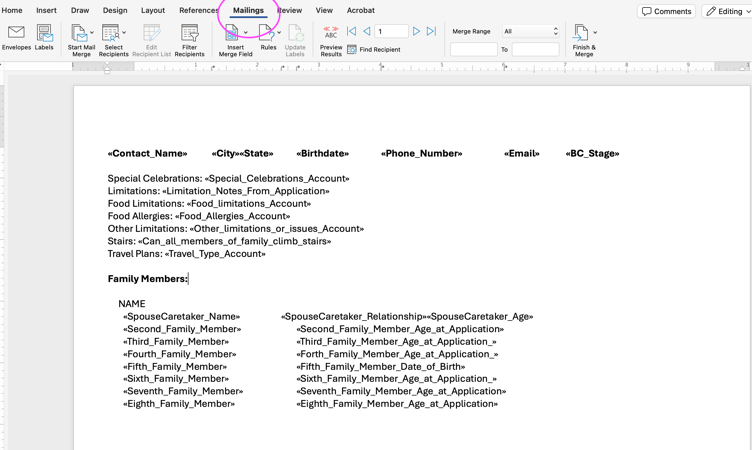 Home Insert Draw Design Layout References Mailings Review View Acrobat Comments Editing
Envelopes Labels Start Mail Merge Select Recipients Edit Recipient List Filter Recipients Insert Merge Field Rules Update Labels Preview Results
ABC
1
Find Recipient
Merge Range All
To
Finish & Merge
1 2 3 4 5 6 7 8 9
«Contact_Name» «City»«State» «Birthdate» «Phone_Number» «Email» «BC_Stage»
Special Celebrations: «Special_Celebrations_Account»
Limitations: «Limitation_Notes_From_Application»
Food Limitations: «Food_limitations_Account»
Food Allergies: «Food_Allergies_Account»
Other Limitations: «Other_limitations_or_issues_Account»
Stairs: «Can_all_members_of_family_climb_stairs»
Travel Plans: «Travel_Type_Account»
Family Members:
NAME
«SpouseCaretaker_Name» «SpouseCaretaker_Relationship»«SpouseCaretaker_Age»
«Second_Family_Member» «Second_Family_Member_Age_at_Application»
«Third_Family_Member» «Third_Family_Member_Age_at_Application_»
«Fourth_Family_Member» «Forth_Family_Member_Age_at_Application_»
«Fifth_Family_Member» «Fifth_Family_Member_Date_of_Birth»
«Sixth_Family_Member» «Sixth_Family_Member_Age_at_Application_»
«Seventh_Family_Member» «Seventh_Family_Member_Age_at_Application»
«Eighth_Family_Member» «Eighth_Family_Member_Age_at_Application»